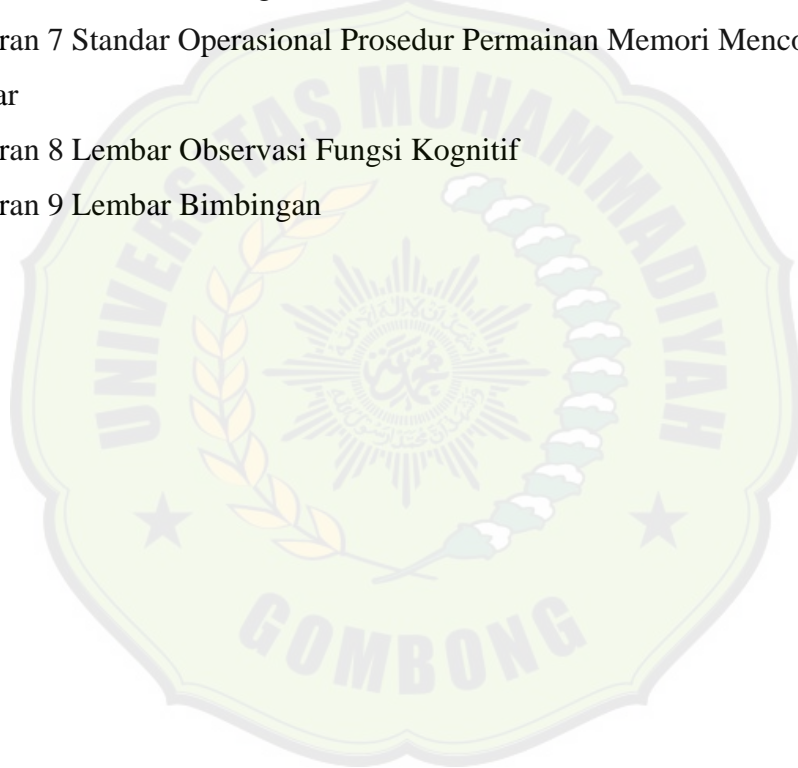 ran 7 Standar Operasional Prosedur Permainan Memori Menco
ar
ran 8 Lembar Observasi Fungsi Kognitif
ran 9 Lembar Bimbingan
UNIVERSITAS MUHAMMADIYAH
GOMBONG